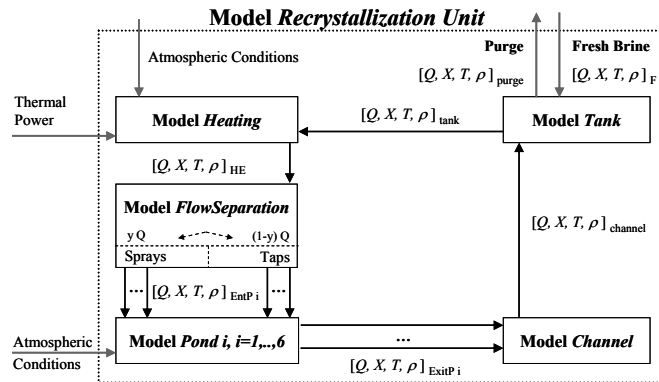 Model Recrystallization Unit
Atmospheric Conditions
Purge
Fresh Brine
[Q, X, T, ρ] purge
[Q, X, T, ρ] F
Thermal
Power
Model Heating
[Q, X, T, ρ] tank
Model Tank
[Q, X, T, ρ] HE
Model FlowSeparation
y Q
(1-y) Q
Sprays
Taps
[Q, X, T, ρ] channel
...
[Q, X, T, ρ] EntP i
...
Atmospheric
Conditions
Model Pond i, i=1,..,6
...
Model Channel
[Q, X, T, ρ] ExitP i